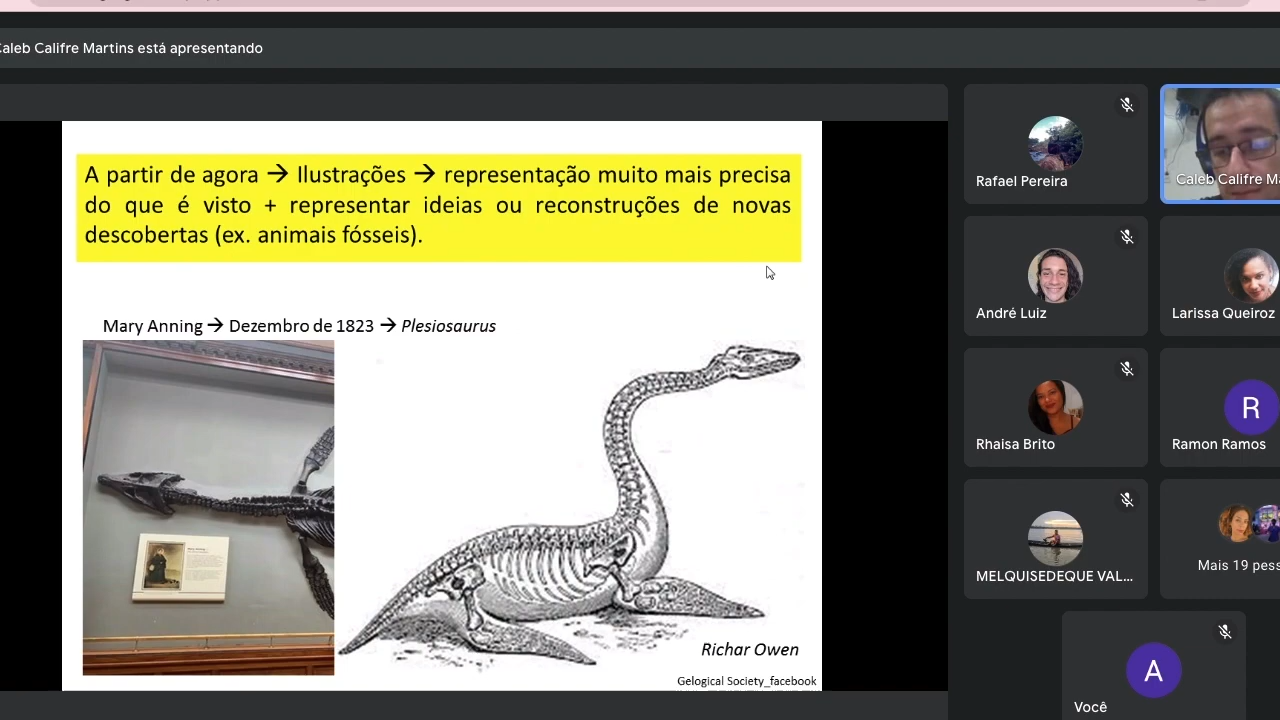 Caleb Califre Martins está apresentando
A partir de agora → Ilustrações → representação muito mais precisa
do que é visto + representar ideias ou reconstruções de novas
descobertas (ex. animais fósseis).
Mary Anning → Dezembro de 1823 → Plesiosaurus
Richar Owen
Gelogical Society_facebook
Rafael Pereira
Caleb Califre Ma
André Luiz
Larissa Queiroz
Rhaisa Brito
R
Ramon Ramos
MELQUISEDEQUE VAL...
Mais 19 pess
A
Você